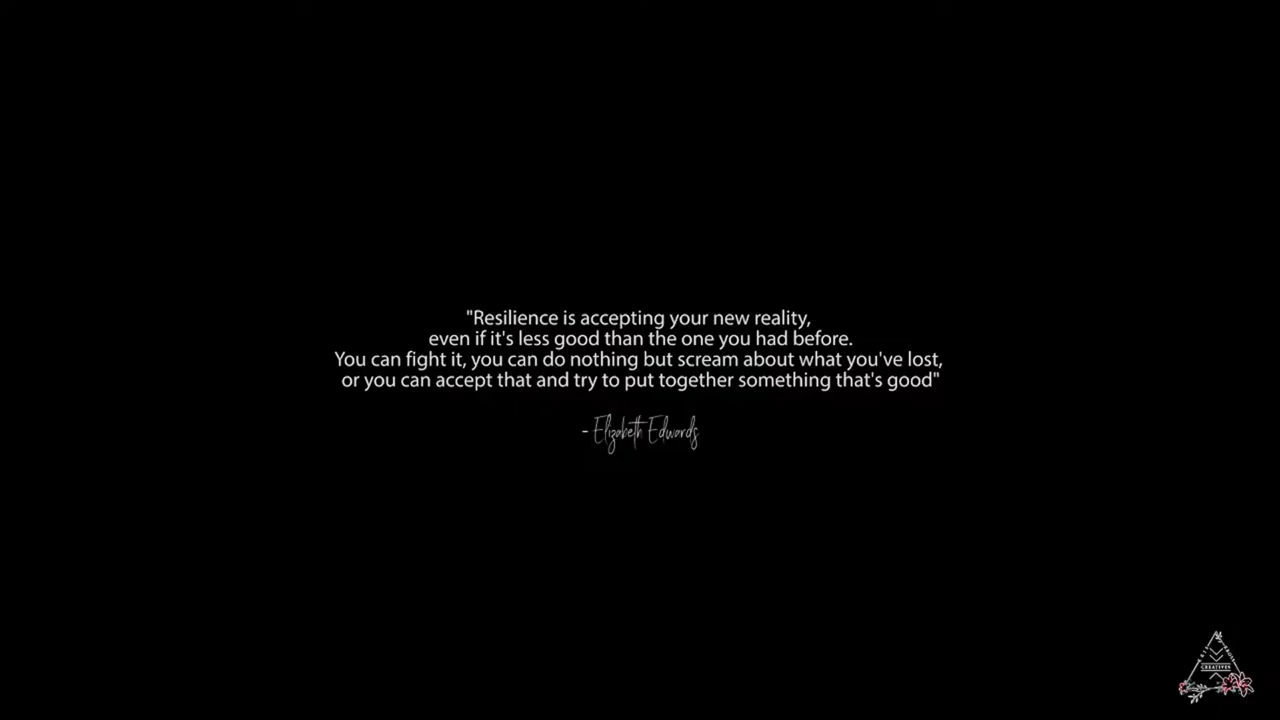 "Resilience is accepting your new reality,
even if it's less good than the one you had before.
You can fight it, you can do nothing but scream about what you've lost,
or you can accept that and try to put together something that's good"
- Elizabeth Edwards
CREATIVES